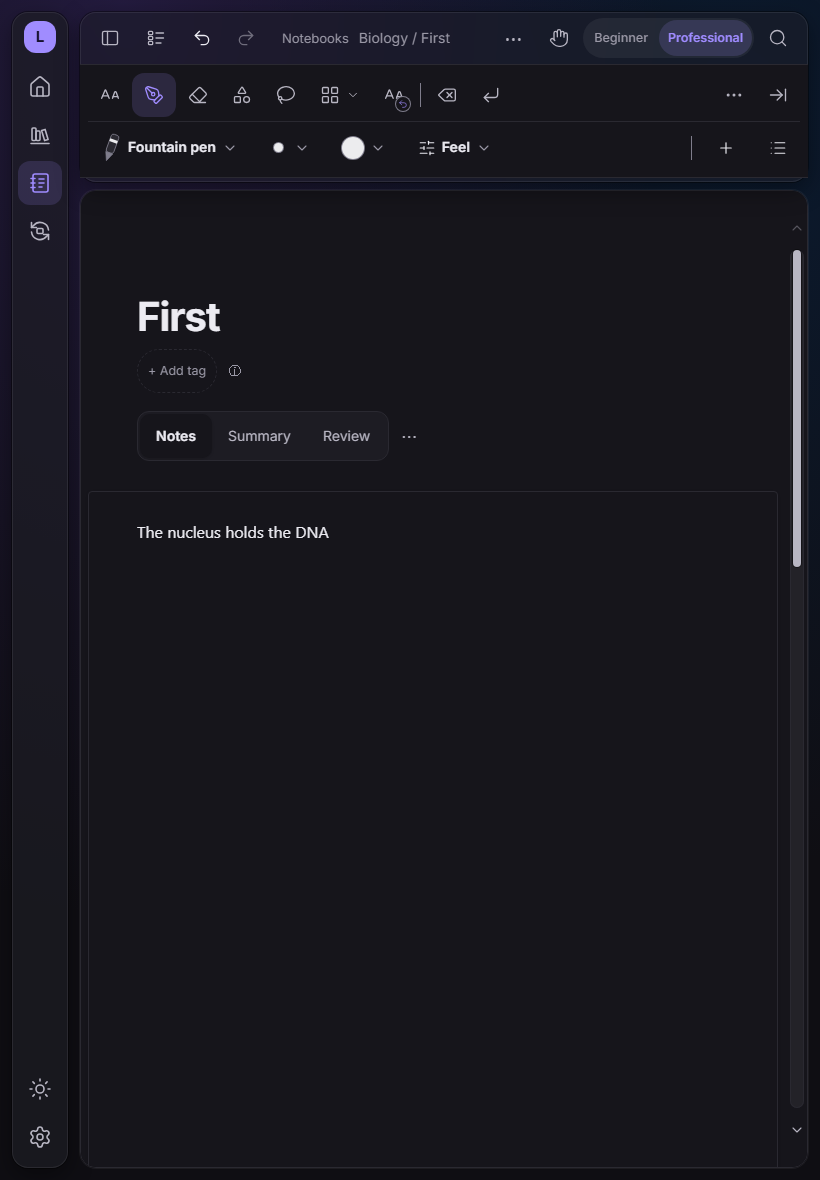 L
Notebooks Biology / First
Beginner Professional
Fountain pen
Feel
First
+ Add tag
Notes Summary Review
The nucleus holds the DNA